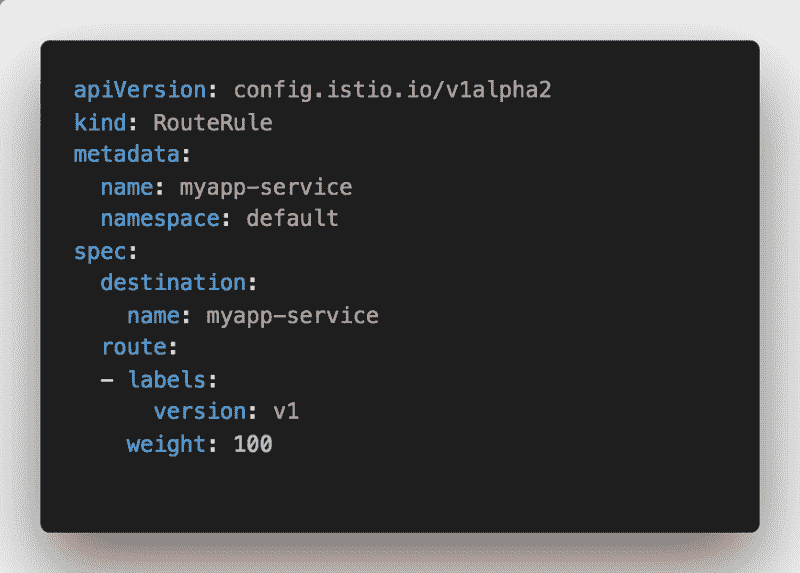 apiVersion: config.istio.io/v1alpha2
kind: RouteRule
metadata:
  name: myapp-service
  namespace: default
spec:
  destination:
    name: myapp-service
  route:
  - labels:
      version: v1
    weight: 100